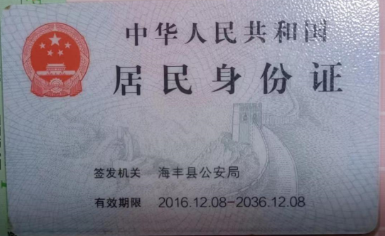 中华人民共和国
居民身份证
签发机关 海丰县公安局
有效期限 2016.12.08-2036.12.08